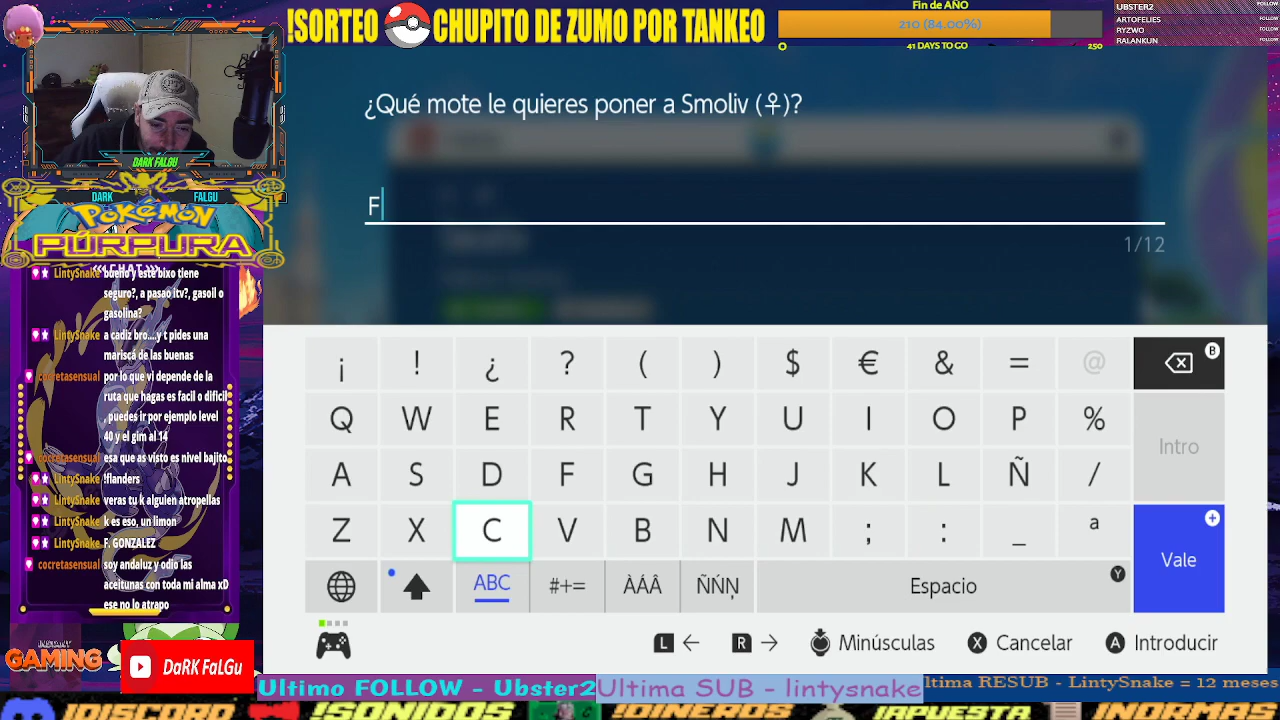 !SORTEO CHUPITO DE ZUMO POR TANKEO
Fin de AÑO
210 (84.00%)
0 41 DAYS TO GO 250
UBSTER2 FOLLOW
ARTOFELIES FOLLOW
RYZWO FOLLOW
RALANKUN FOLLOW
DARK FALGU
DARK FALGU
POKÉMON
PÚRPURA
CHAT
LintySnake bueno y este bixo tiene
seguro?, a pasao itv?, gasoil o
gasolina?
LintySnake a cadiz bro....y t pides una
marisca de las buenas
cocretasensual por lo que vi depende de la
ruta que hagas es facil o dificil
, puedes ir por ejemplo level
40 y el gim al 14
cocretasensual esa que as visto es nivel bajito
LintySnake !flanders
LintySnake veras tu k alguien atropellas
LintySnake k es eso, un limon
LintySnake F. GONZALEZ
cocretasensual soy andaluz y odio las
aceitunas con toda mi alma xD
ese no lo atrapo
¿Qué mote le quieres poner a Smoliv (♀)?
F
1/12
¡ ! ¿ ? ( ) $ € & = @ B
Q W E R T Y U I O P %
Intro
A S D F G H J K L Ñ /
Z X C V B N M ; : _ ª
+ Vale
ABC #+= ÀÁÂ ÑŃŅ Espacio Y
L ← R → Minúsculas X Cancelar A Introducir
INSTANT GAMING
DaRK FaLGu
Ultimo FOLLOW - Ubster2
Ultima SUB - lintysnake
ltima RESUB - LintySnake = 12 meses
!DISCORD !SONIDOS !DINEROS !APUESTA !NORMAS